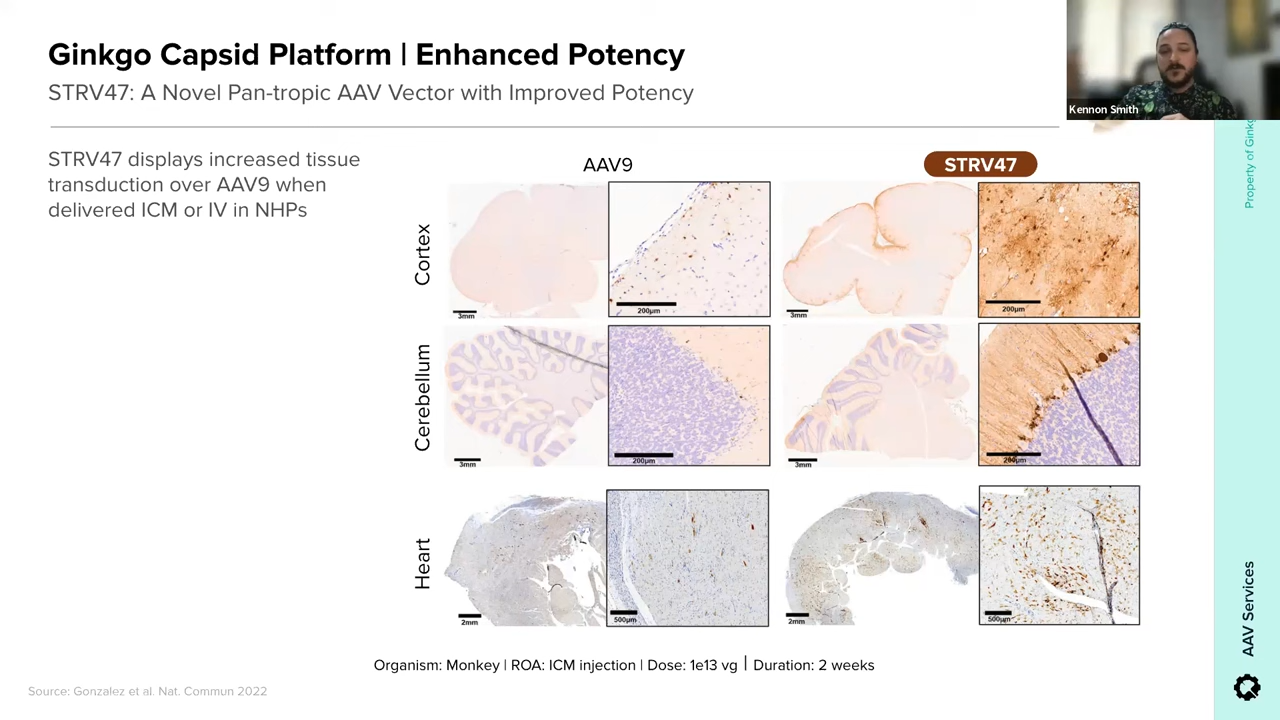 Ginkgo Capsid Platform | Enhanced Potency
STRV47: A Novel Pan-tropic AAV Vector with Improved Potency
Kennon Smith
STRV47 displays increased tissue
transduction over AAV9 when
delivered ICM or IV in NHPs
AAV9
STRV47
Cortex
3mm
200µm
3mm
200µm
Cerebellum
3mm
200µm
3mm
200µm
Heart
2mm
500µm
2mm
500µm
Organism: Monkey | ROA: ICM injection | Dose: 1e13 vg | Duration: 2 weeks
Source: Gonzalez et al. Nat. Commun 2022
Property of Ginkg
AAV Services